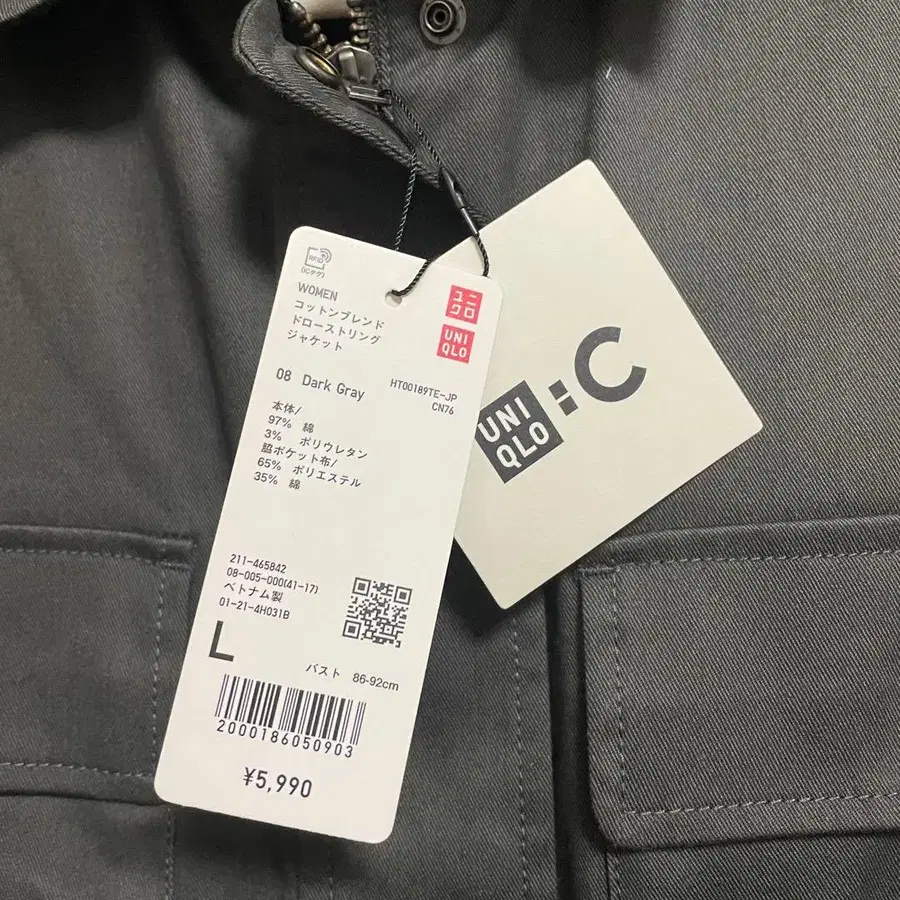 RFID
(ICタグ)
WOMEN
コットンブレンド
ドローストリング
ジャケット
ユニ
クロ
UNI
QLO
08 Dark Gray
HT00189TE-JP
CN76
本体/
97% 綿
3% ポリウレタン
脇ポケット布/
65% ポリエステル
35% 綿
211-465842
08-005-000(41-17)
ベトナム製
01-21-4H031B
L
バスト 86-92cm
2000186050903
¥5,990
UNI
QLO
:C